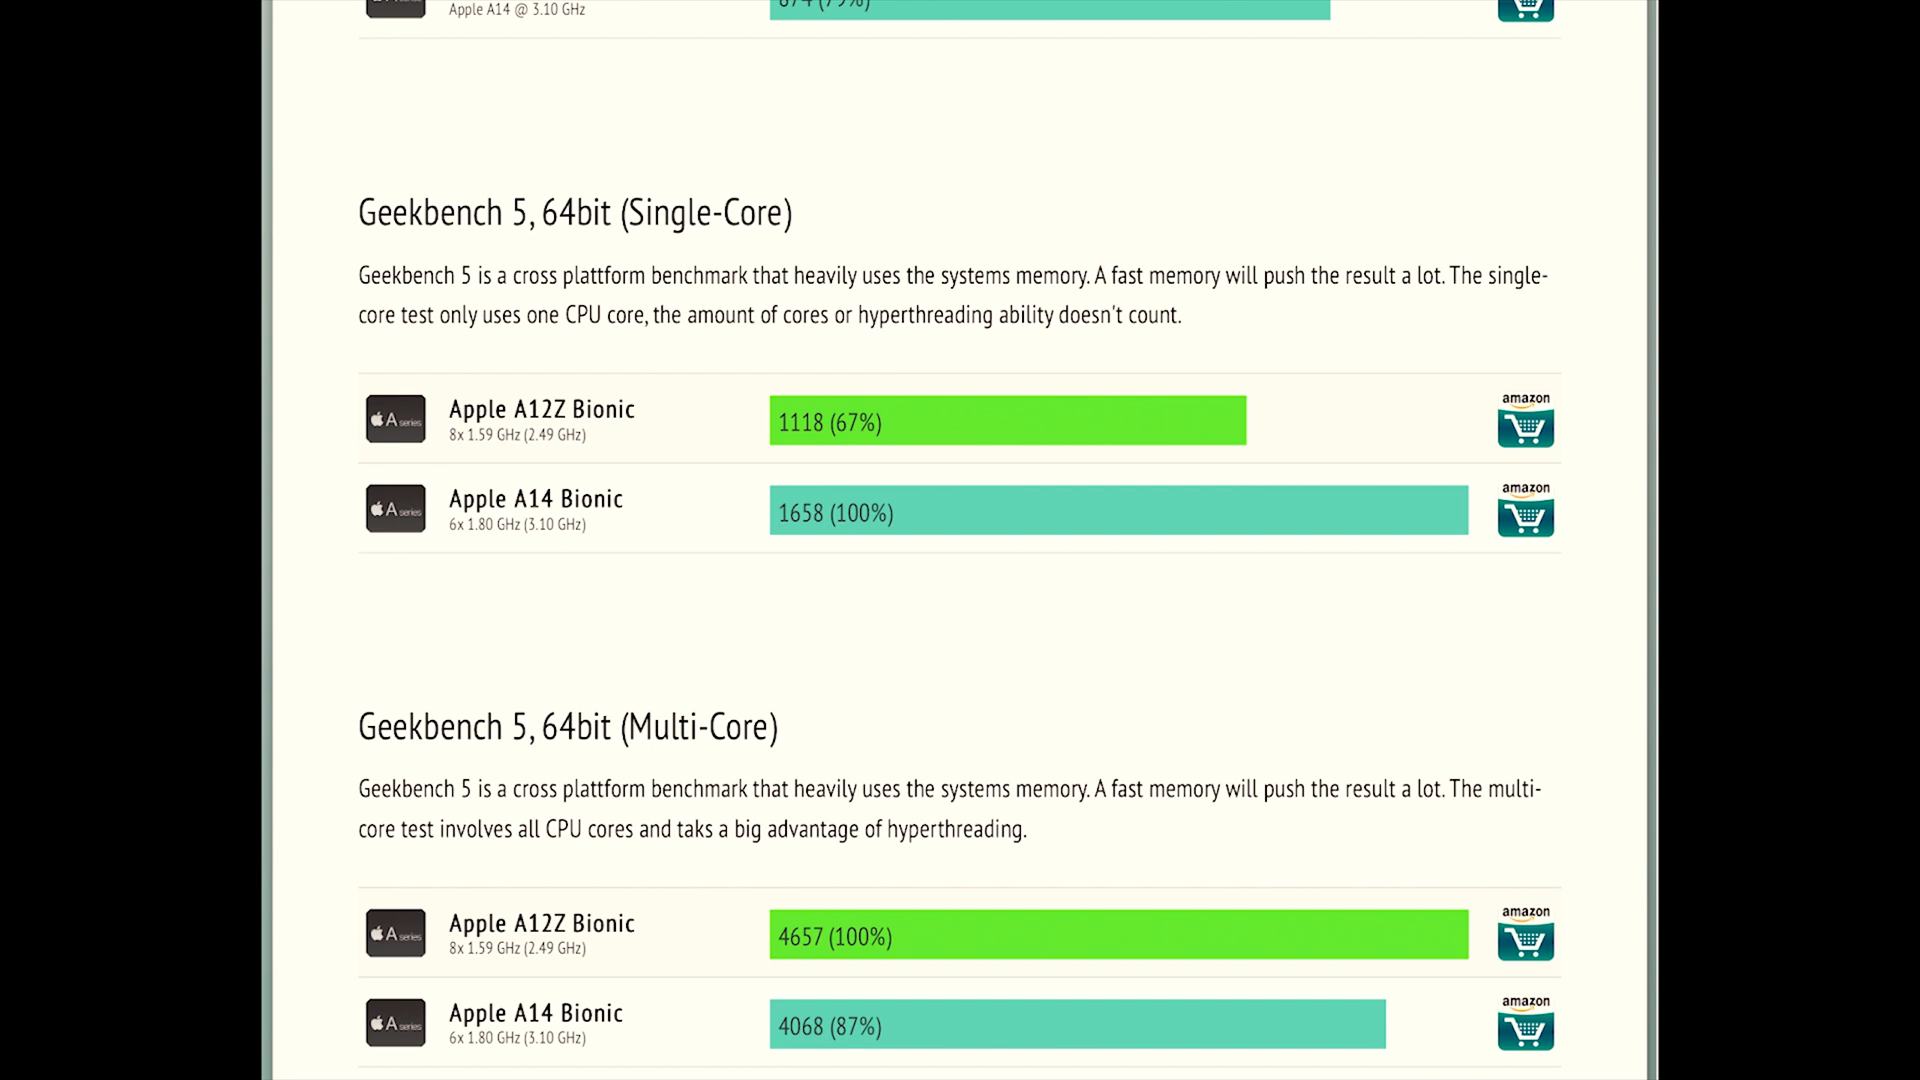 Apple A14 @ 3.10 GHz
Geekbench 5, 64bit (Single-Core)
Geekbench 5 is a cross plattform benchmark that heavily uses the systems memory. A fast memory will push the result a lot. The single-
core test only uses one CPU core, the amount of cores or hyperthreading ability doesn't count.
A series
Apple A12Z Bionic
8x 1.59 GHz (2.49 GHz)
1118 (67%)
amazon
A series
Apple A14 Bionic
6x 1.80 GHz (3.10 GHz)
1658 (100%)
amazon
Geekbench 5, 64bit (Multi-Core)
Geekbench 5 is a cross plattform benchmark that heavily uses the systems memory. A fast memory will push the result a lot. The multi-
core test involves all CPU cores and taks a big advantage of hyperthreading.
A series
Apple A12Z Bionic
8x 1.59 GHz (2.49 GHz)
4657 (100%)
amazon
A series
Apple A14 Bionic
6x 1.80 GHz (3.10 GHz)
4068 (87%)
amazon